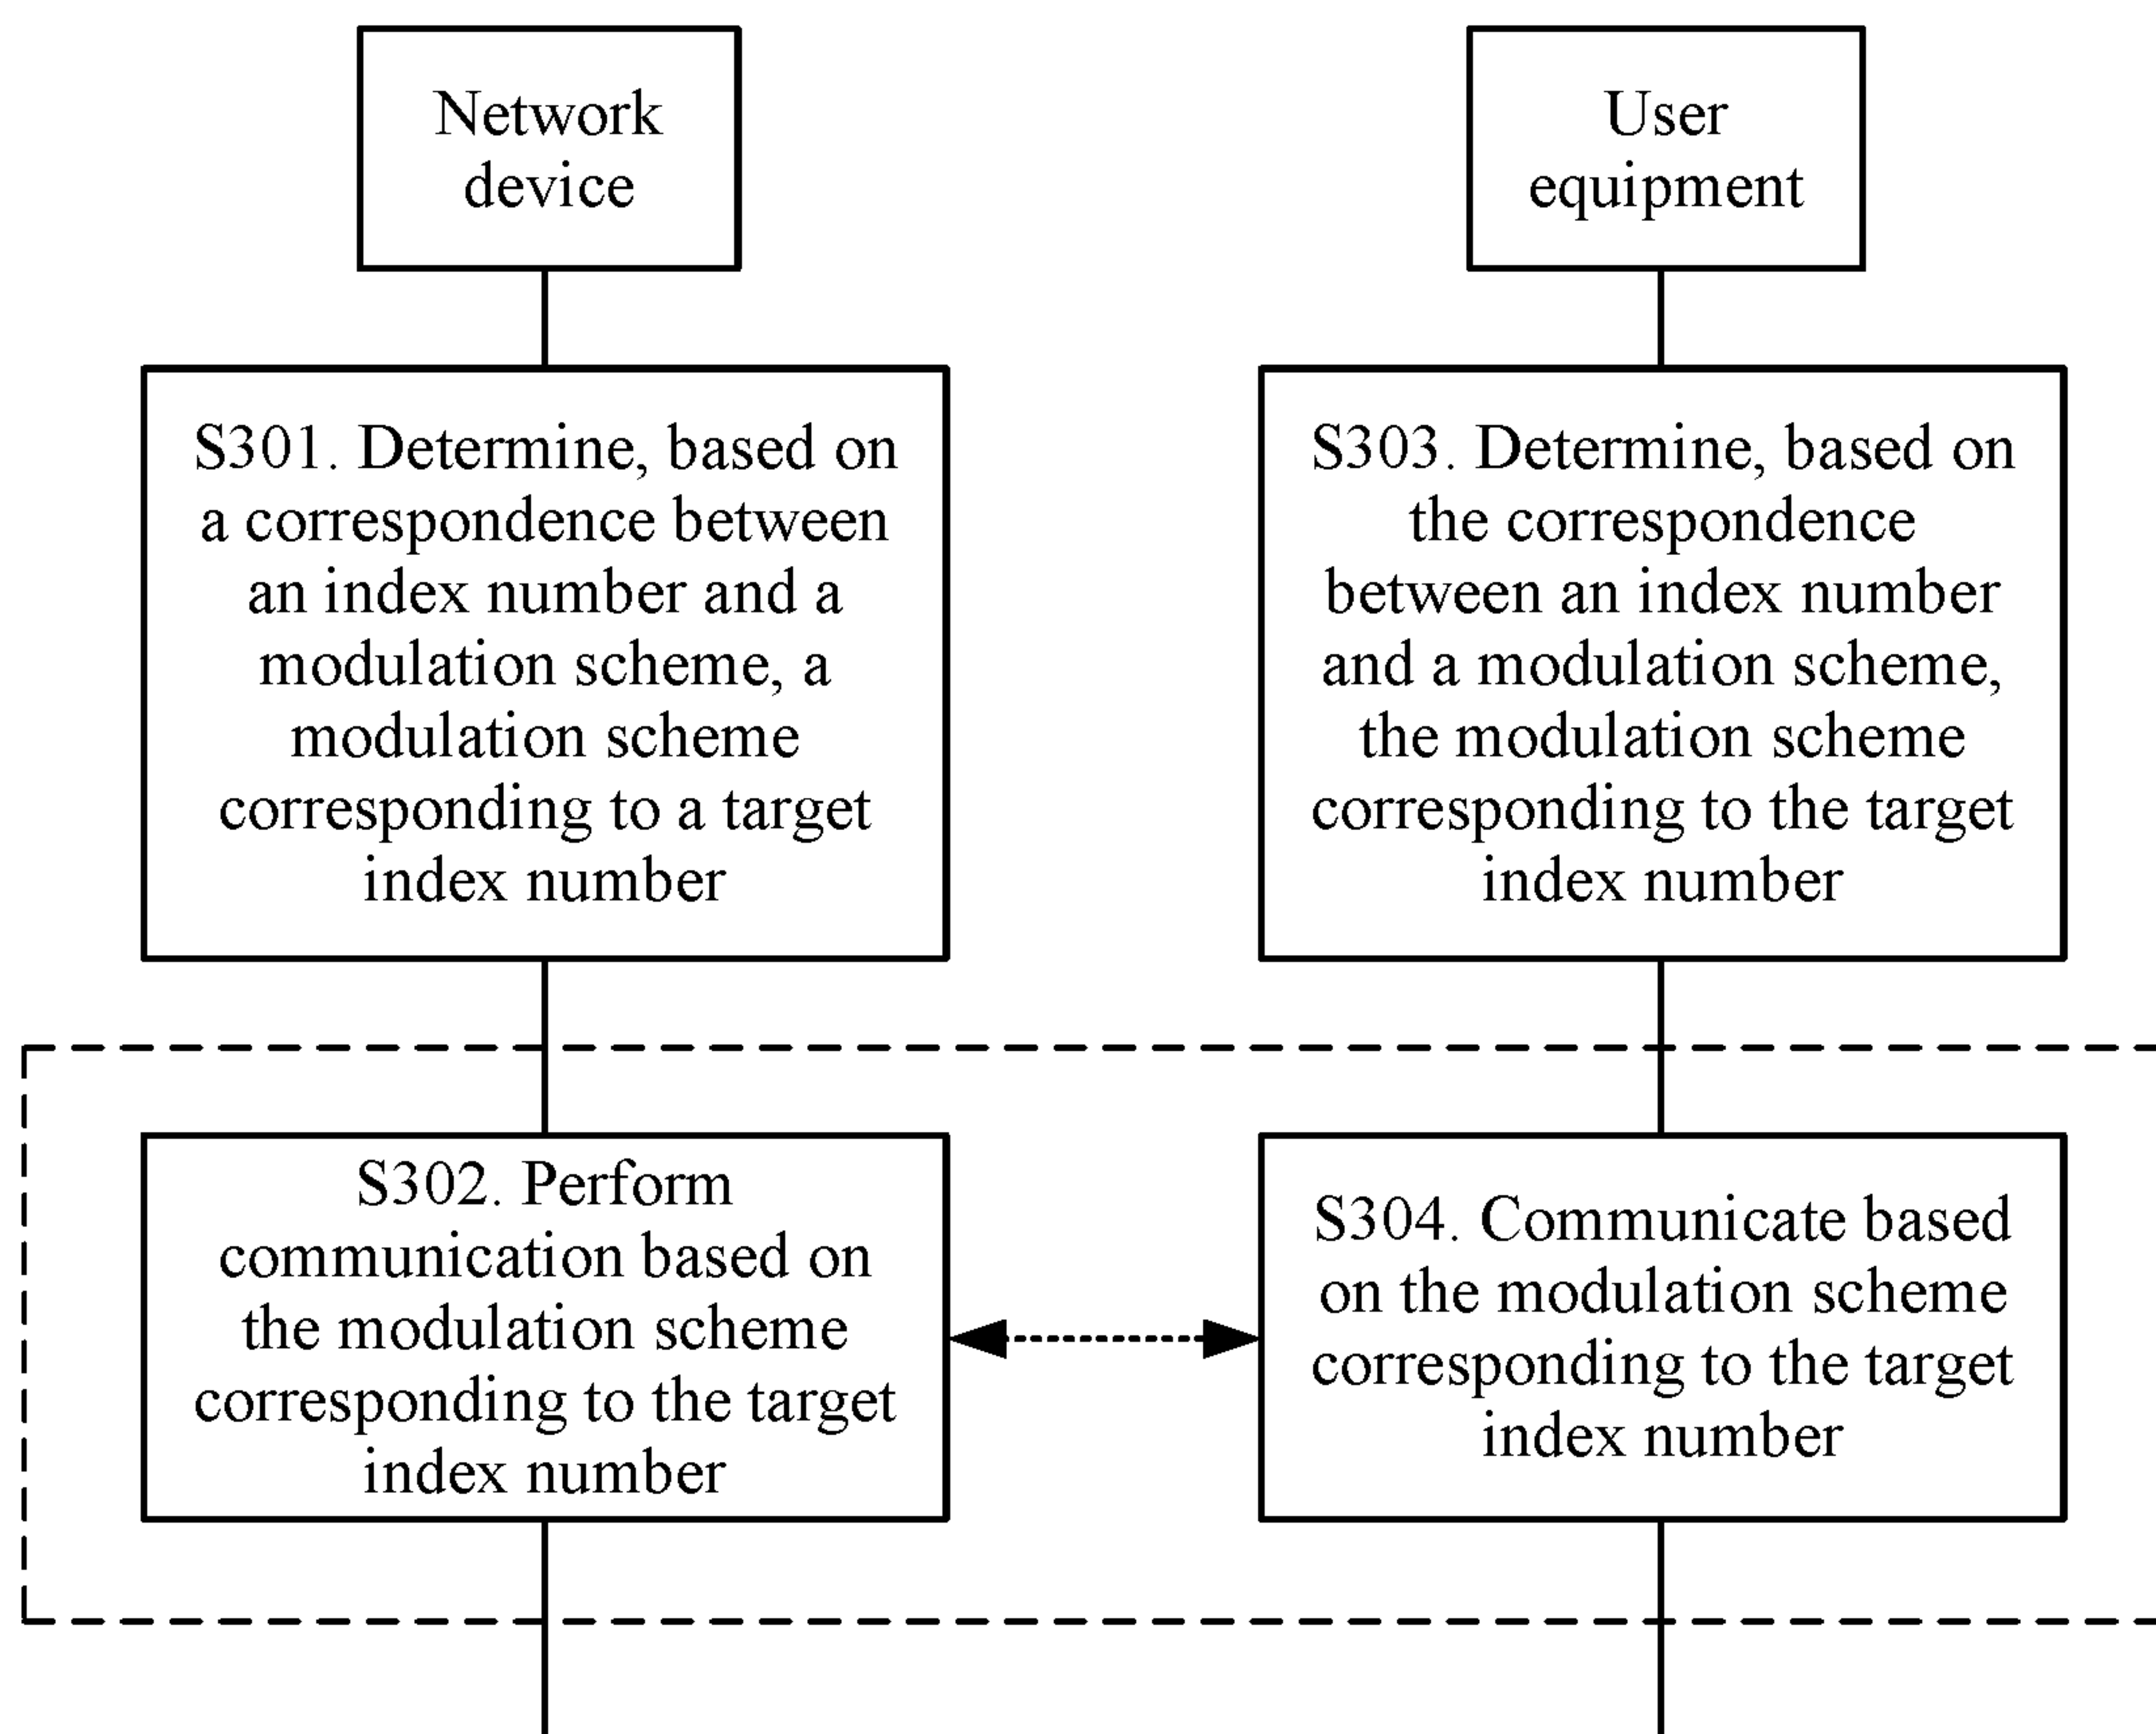 Network
device
User
equipment
S301. Determine, based on
a correspondence between
an index number and a
modulation scheme, a
modulation scheme
corresponding to a target
index number
S303. Determine, based on
the correspondence
between an index number
and a modulation scheme,
the modulation scheme
corresponding to the target
index number
S302. Perform
communication based on
the modulation scheme
corresponding to the target
index number
S304. Communicate based
on the modulation scheme
corresponding to the target
index number